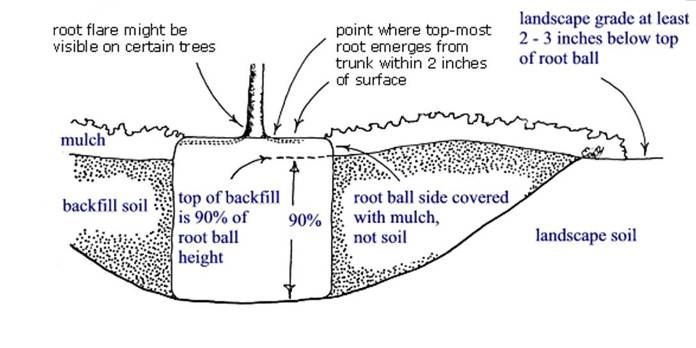 root flare might be
visible on certain trees
point where top-most
root emerges from
trunk within 2 inches
of surface
landscape grade at least
2 - 3 inches below top
of root ball
mulch
backfill soil
top of backfill
is 90% of
root ball
height
90%
root ball side covered
with mulch,
not soil
landscape soil